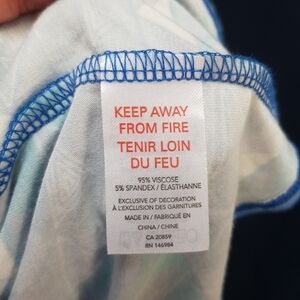 KEEP AWAY
FROM FIRE
TENIR LOIN
DU FEU
95% VISCOSE
5% SPANDEX / ÉLASTHANNE
EXCLUSIVE OF DECORATION
À L'EXCLUSION DES GARNITURES
MADE IN / FABRIQUÉ EN
CHINA / CHINE
CA 20859
RN 146984